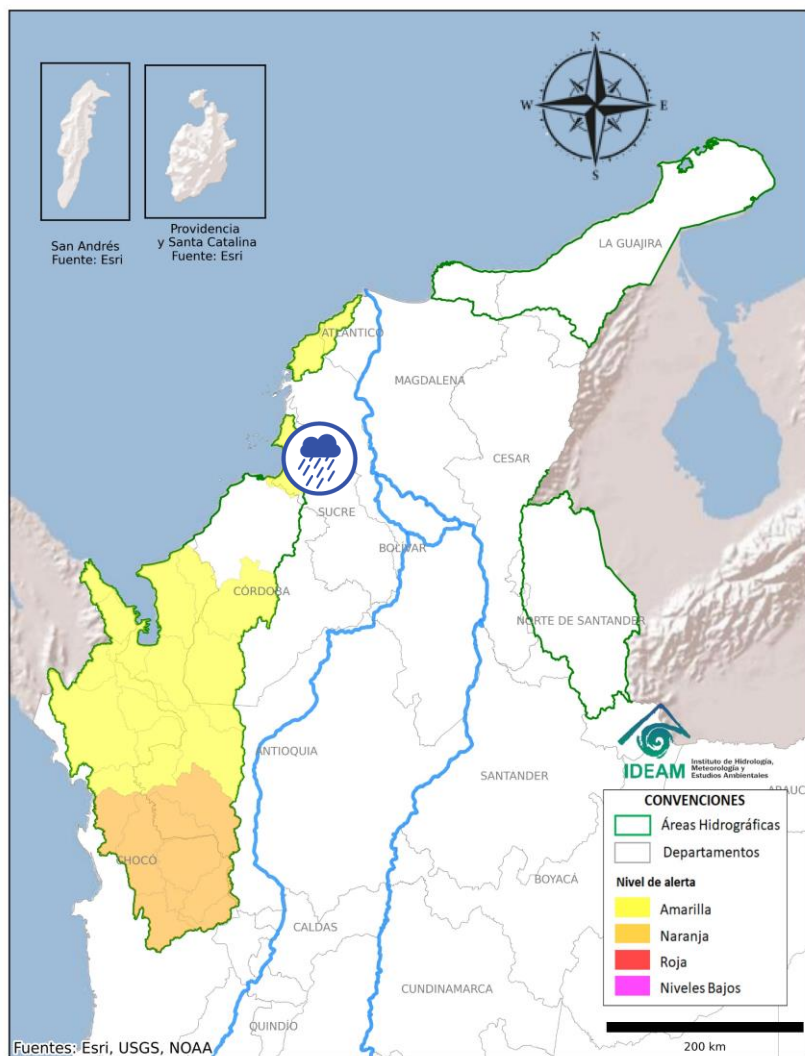 N
W
E
S
San Andrés
Fuente: Esri
Providencia
y Santa Catalina
Fuente: Esri
LA GUAJIRA
ATLÁNTICO
MAGDALENA
CESAR
SUCRE
BOLÍVAR
CÓRDOBA
NORTE DE SANTANDER
ANTIOQUIA
SANTANDER
IDEAM
Instituto de Hidrología,
Meteorología y
Estudios Ambientales
ARAUC
CHOCÓ
BOYACÁ
CALDAS
CUNDINAMARCA
QUINDÍO
CONVENCIONES
Áreas Hidrográficas
Departamentos
Nivel de alerta
Amarilla
Naranja
Roja
Niveles Bajos
Fuentes: Esri, USGS, NOAA
200 km